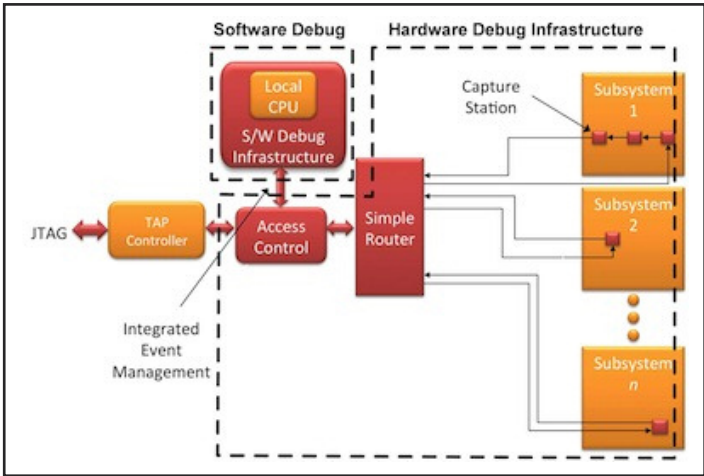 Software Debug
Hardware Debug Infrastructure
Local
CPU
S/W Debug
Infrastructure
Capture
Station
Subsystem
1
JTAG
TAP
Controller
Access
Control
Simple
Router
Subsystem
2
Integrated
Event
Management
Subsystem
n